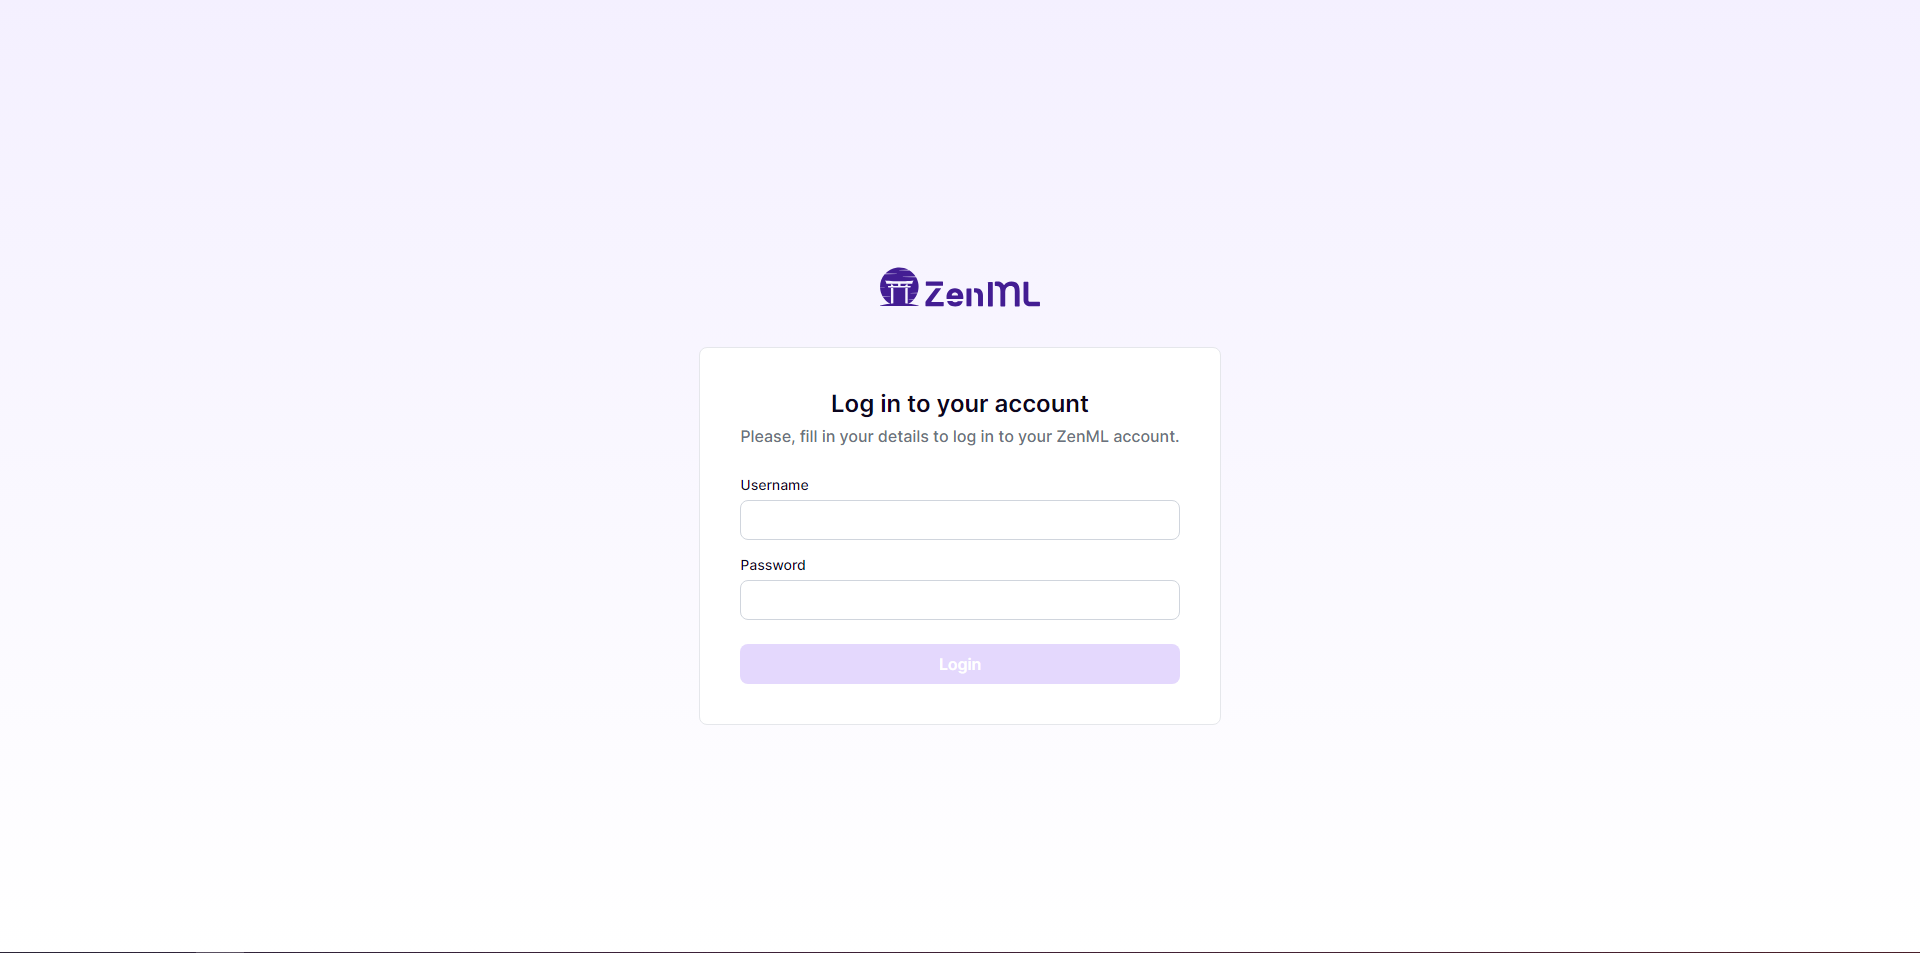 ZenML
Log in to your account
Please, fill in your details to log in to your ZenML account.
Username
Password
Login